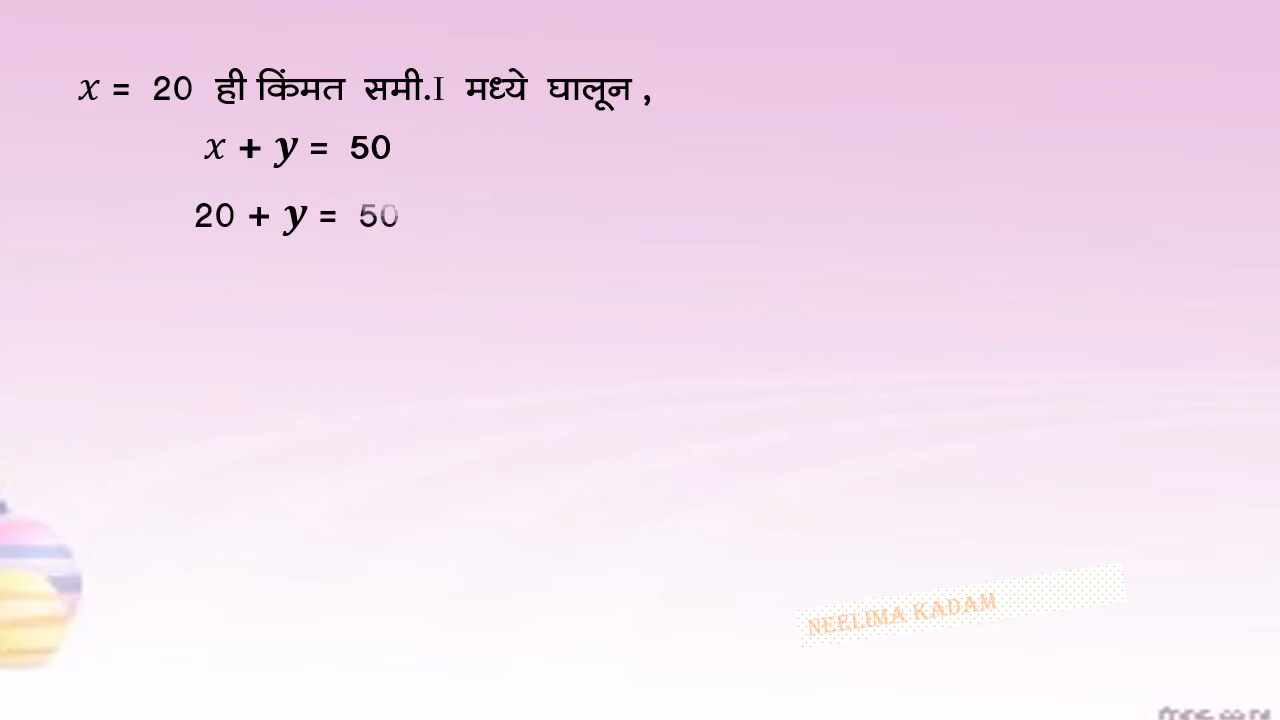 x = 20 ही किंमत समी.I मध्ये घालून ,
x + y = 50
20 + y = 50
NEELIMA KADAM